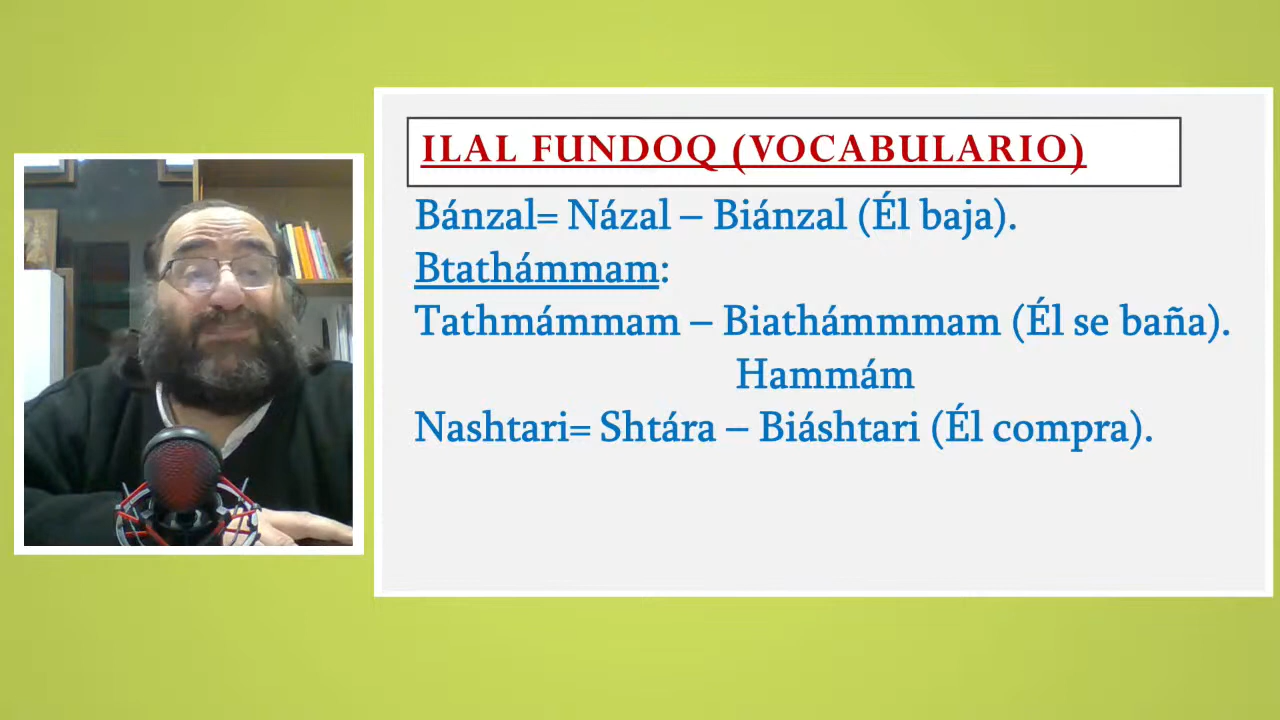 ILAL FUNDOQ (VOCABULARIO)
Bánzal= Názal – Biánzal (Él baja).
Btathámmam:
Tathmámmam – Biathámmmam (Él se baña).
Hammám
Nashtari= Shtára – Biáshtari (Él compra).